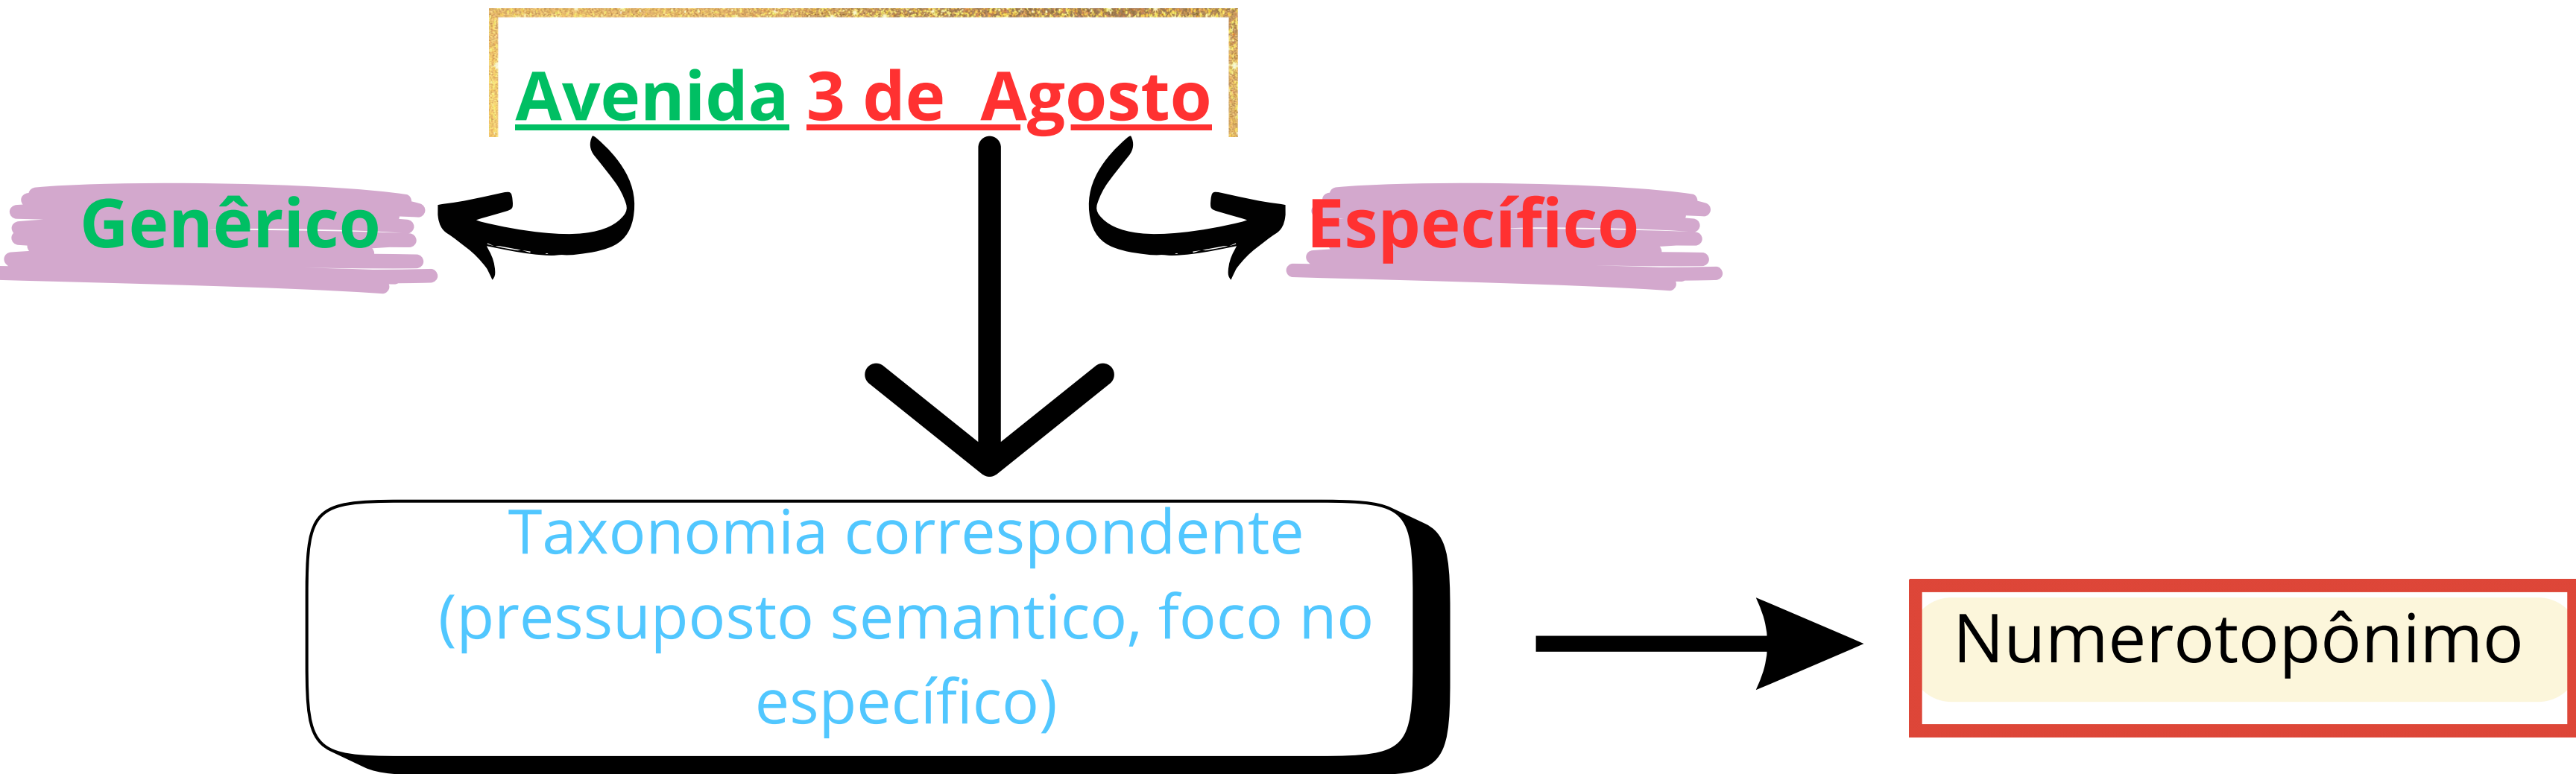 Avenida 3 de Agosto
Genêrico
Específico
Taxonomia correspondente
(pressuposto semantico, foco no
específico)
Numerotopônimo